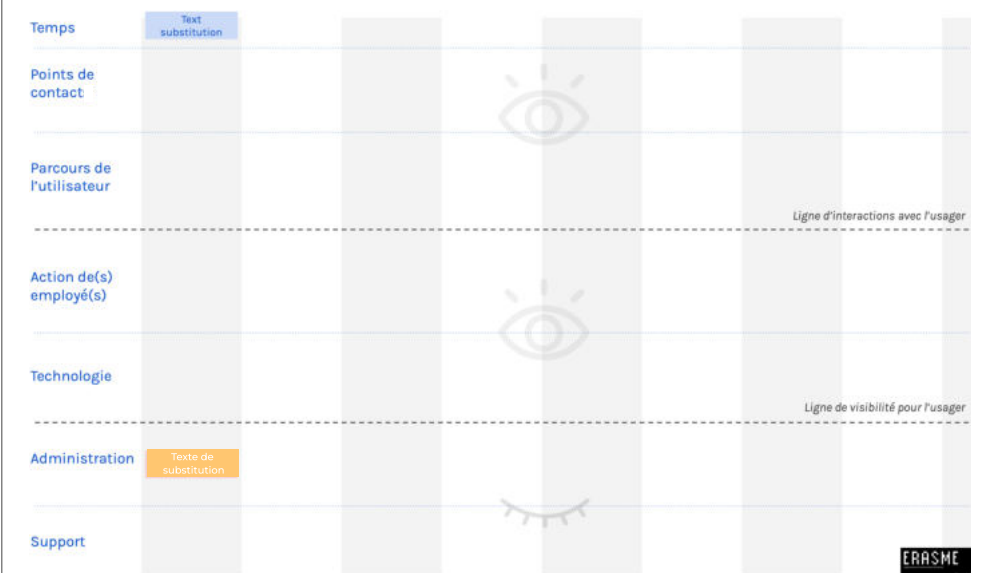 Temps
Text
substitution
Points de
contact
Parcours de
l'utilisateur
Ligne d'interactions avec l'usager
Action de(s)
employé(s)
Technologie
Ligne de visibilité pour l'usager
Administration
Texte de
substitution
Support
ERASME